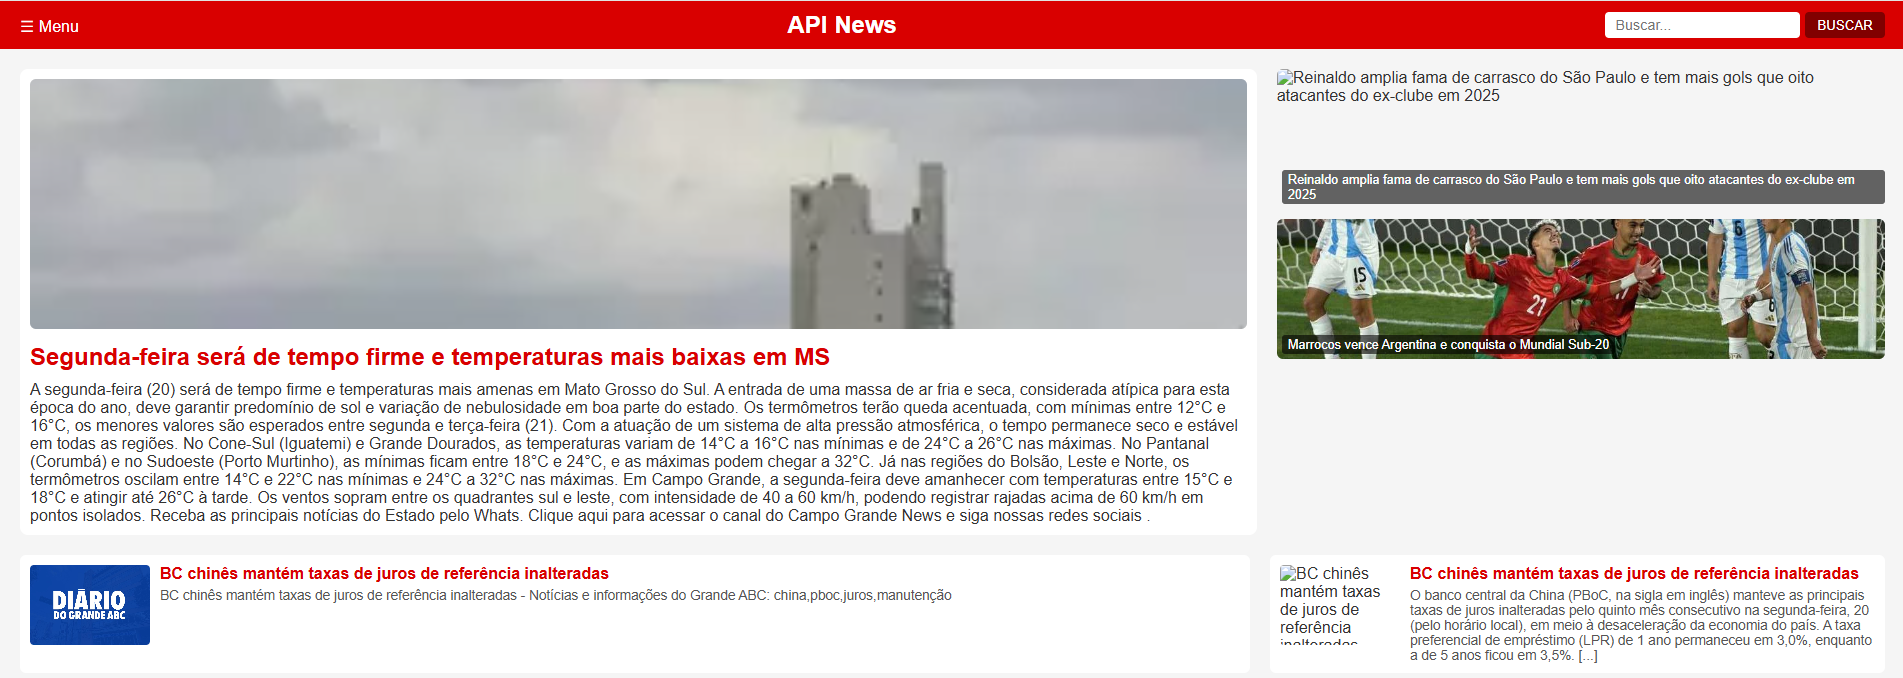 ☰ Menu
API News
Buscar...
BUSCAR
Segunda-feira será de tempo firme e temperaturas mais baixas em MS
A segunda-feira (20) será de tempo firme e temperaturas mais amenas em Mato Grosso do Sul. A entrada de uma massa de ar fria e seca, considerada atípica para esta
época do ano, deve garantir predomínio de sol e variação de nebulosidade em boa parte do estado. Os termômetros terão queda acentuada, com mínimas entre 12°C e
16°C, os menores valores são esperados entre segunda e terça-feira (21). Com a atuação de um sistema de alta pressão atmosférica, o tempo permanece seco e estável
em todas as regiões. No Cone-Sul (Iguatemi) e Grande Dourados, as temperaturas variam de 14°C a 16°C nas mínimas e de 24°C a 26°C nas máximas. No Pantanal
(Corumbá) e no Sudoeste (Porto Murtinho), as mínimas ficam entre 18°C e 24°C, e as máximas podem chegar a 32°C. Já nas regiões do Bolsão, Leste e Norte, os
termômetros oscilam entre 14°C e 22°C nas mínimas e 24°C a 32°C nas máximas. Em Campo Grande, a segunda-feira deve amanhecer com temperaturas entre 15°C e
18°C e atingir até 26°C à tarde. Os ventos sopram entre os quadrantes sul e leste, com intensidade de 40 a 60 km/h, podendo registrar rajadas acima de 60 km/h em
pontos isolados. Receba as principais notícias do Estado pelo Whats. Clique aqui para acessar o canal do Campo Grande News e siga nossas redes sociais .
Reinaldo amplia fama de carrasco do São Paulo e tem mais gols que oito
atacantes do ex-clube em 2025
Reinaldo amplia fama de carrasco do São Paulo e tem mais gols que oito atacantes do ex-clube em
2025
15
21
17
6
6
Marrocos vence Argentina e conquista o Mundial Sub-20
DIÁRIO
DO GRANDE ABC
BC chinês mantém taxas de juros de referência inalteradas
BC chinês mantém taxas de juros de referência inalteradas - Notícias e informações do Grande ABC: china,pboc,juros,manutenção
BC chinês
mantém taxas
de juros de
referência
inalteradas
BC chinês mantém taxas de juros de referência inalteradas
O banco central da China (PBoC, na sigla em inglês) manteve as principais
taxas de juros inalteradas pelo quinto mês consecutivo na segunda-feira, 20
(pelo horário local), em meio à desaceleração da economia do país. A taxa
preferencial de empréstimo (LPR) de 1 ano permaneceu em 3,0%, enquanto
a de 5 anos ficou em 3,5%. [...]